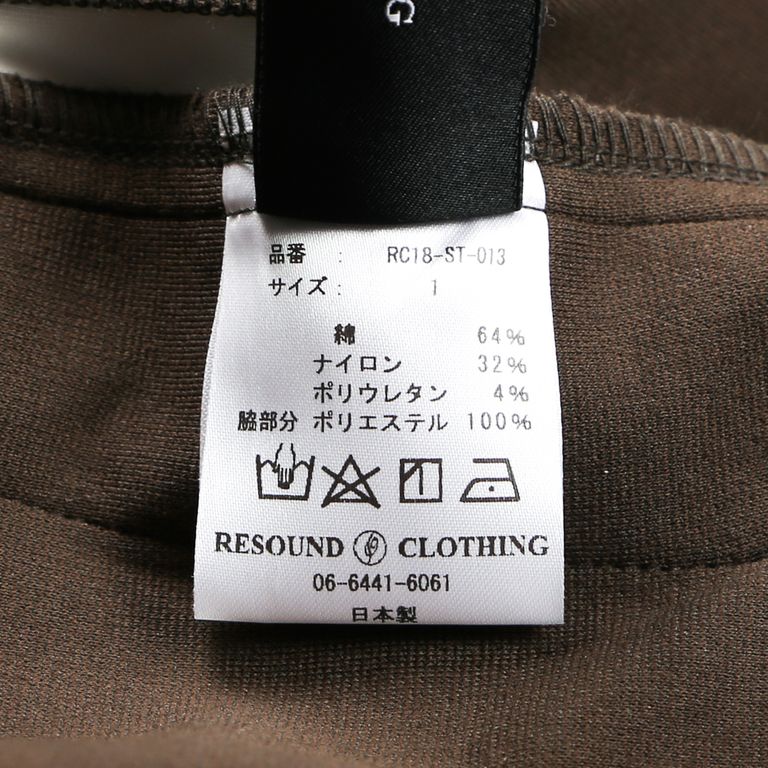 G
品番 : RC18-ST-013
サイズ : 1
綿 64%
ナイロン 32%
ポリウレタン 4%
脇部分 ポリエステル 100%
RESOUND CLOTHING
06-6441-6061
日本製